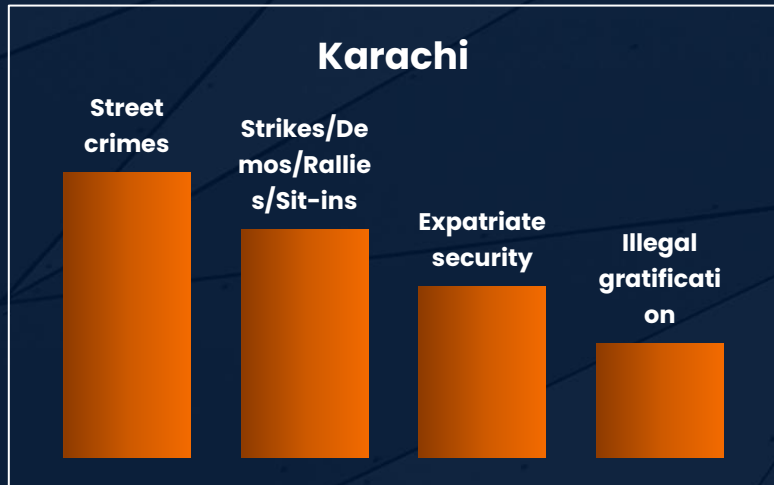 Karachi
Street
crimes
Strikes/De
mos/Rallie
s/Sit-ins
Expatriate
security
Illegal
gratificati
on